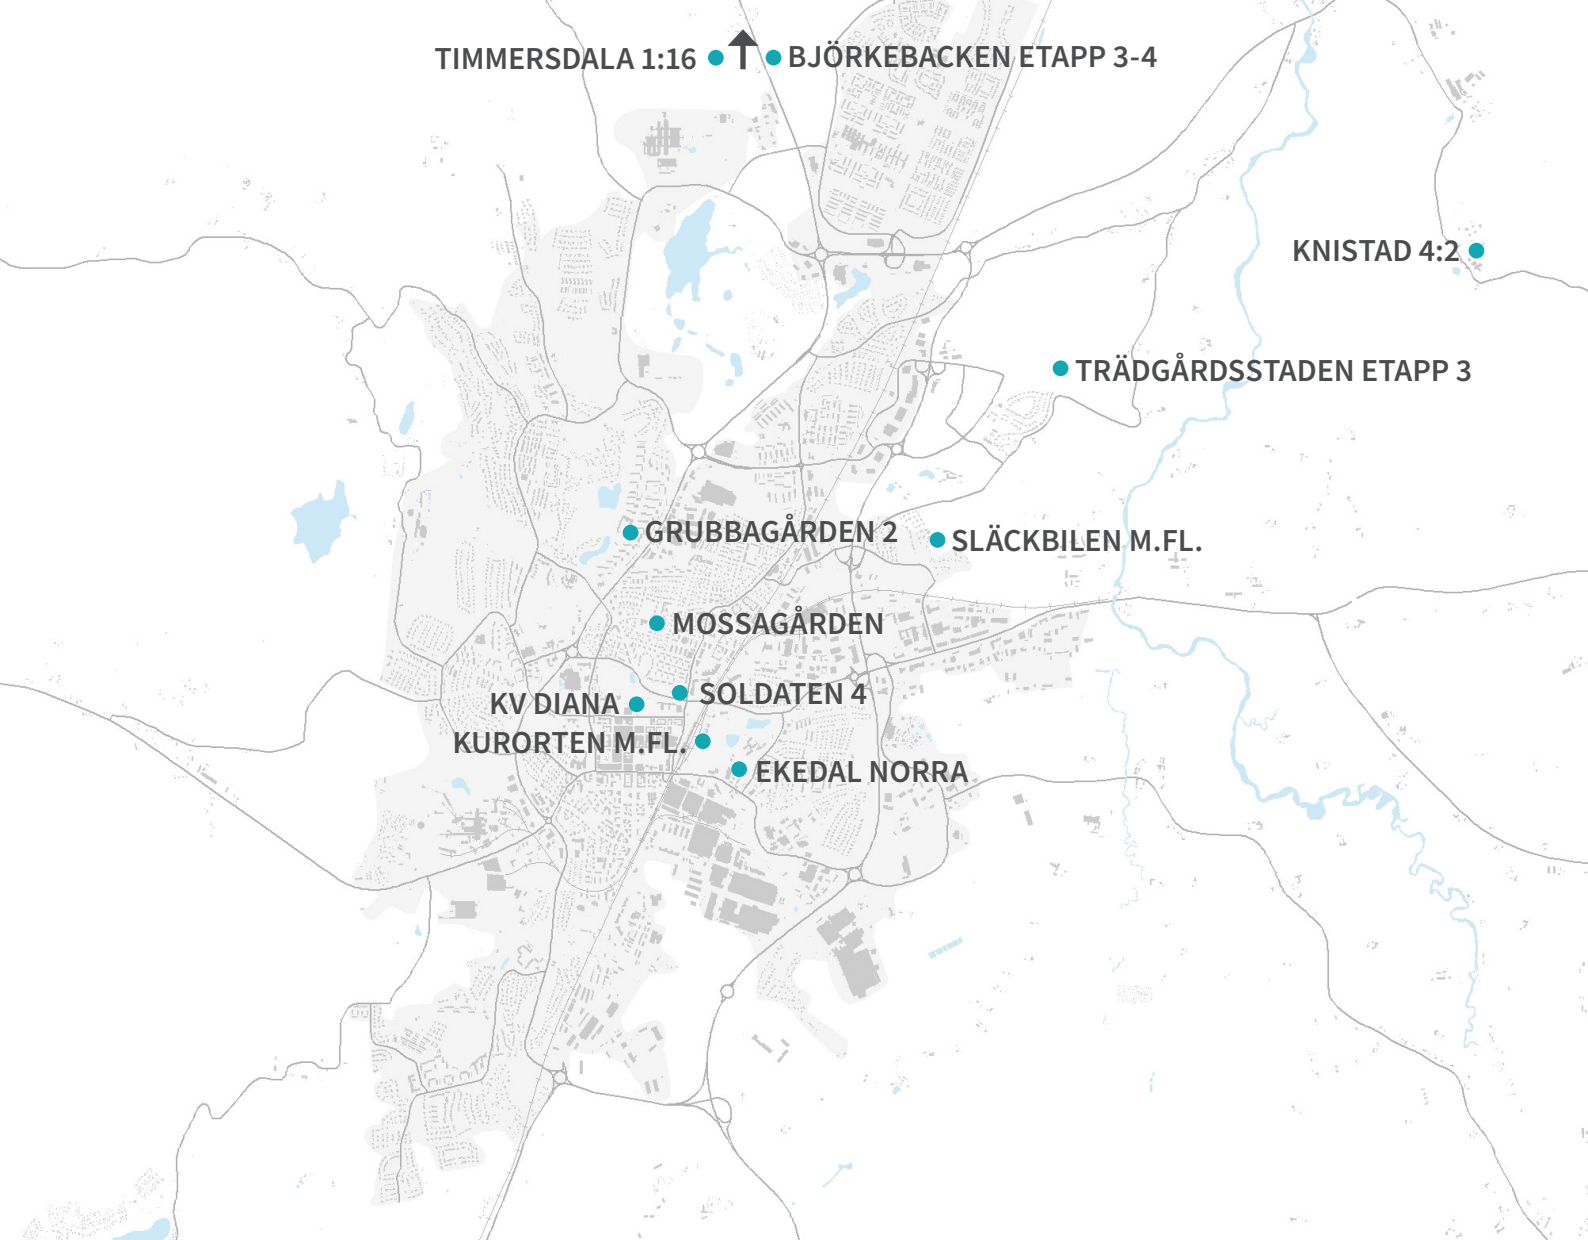 TIMMERSDALA 1:16
BJÖRKEBACKEN ETAPP 3-4
KNISTAD 4:2
TRÄDGÅRDSSTADEN ETAPP 3
GRUBBAGÅRDEN 2
SLÄCKBILEN M.FL.
MOSSAGÅRDEN
SOLDATEN 4
KV DIANA
KURORTEN M.FL.
EKEDAL NORRA